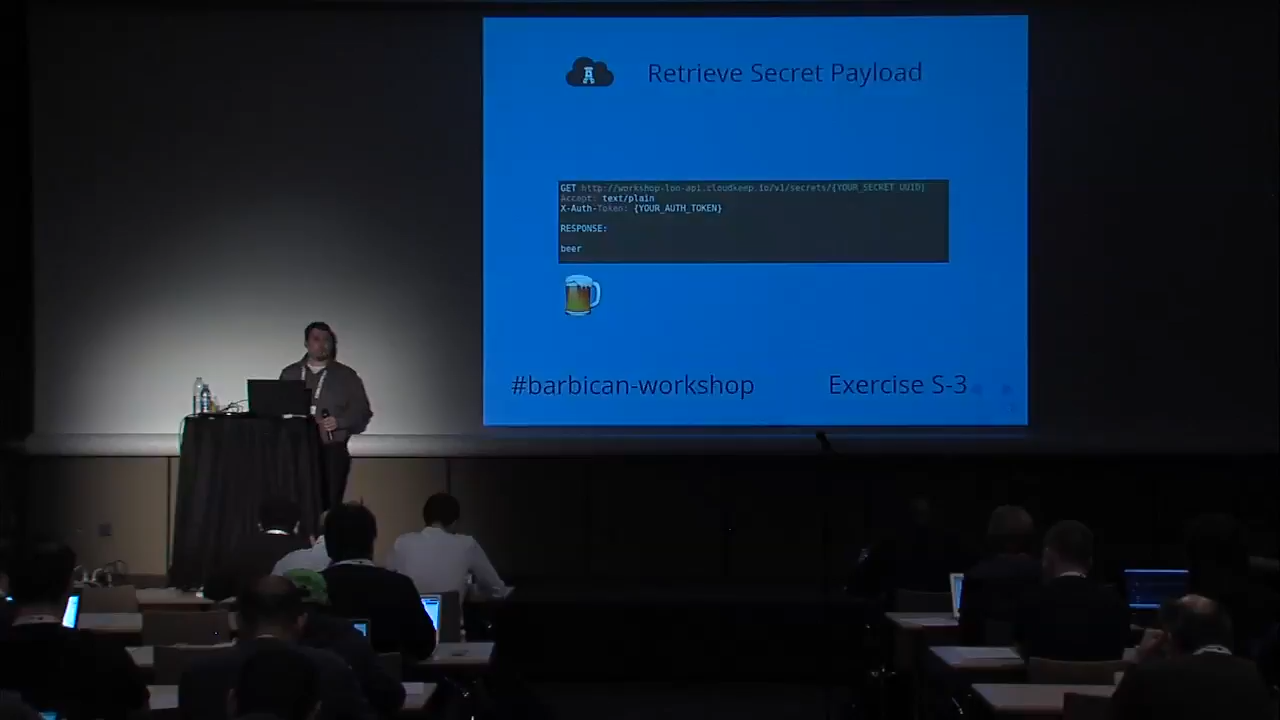 Retrieve Secret Payload
GET http://workshop-lon-api.cloudkeep.io/v1/secrets/{YOUR_SECRET_UUID}
Accept: text/plain
X-Auth-Token: {YOUR_AUTH_TOKEN}
RESPONSE:
beer
#barbican-workshop
Exercise S-3